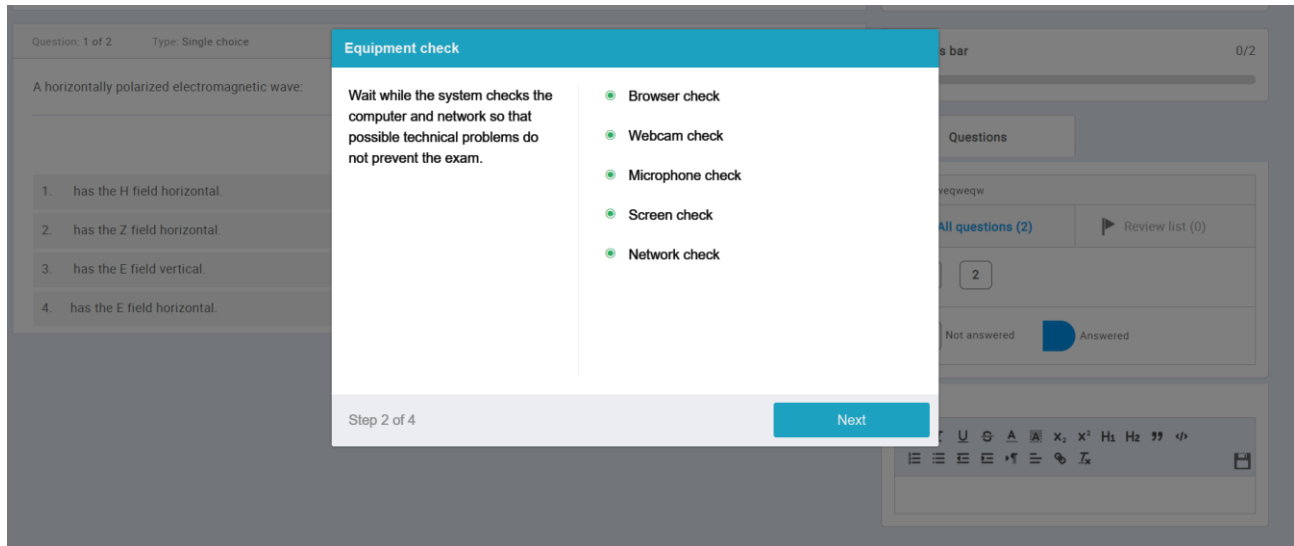 Question: 1 of 2 Type: Single choice
A horizontally polarized electromagnetic wave:
1. has the H field horizontal.
2. has the Z field horizontal.
3. has the E field vertical.
4. has the E field horizontal.
Equipment check
Wait while the system checks the
computer and network so that
possible technical problems do
not prevent the exam.
Browser check
Webcam check
Microphone check
Screen check
Network check
Step 2 of 4
Next
bar
0/2
Questions
All questions (2)
Review list (0)
2
Not answered
Answered
U S A A x₂ x² H1 H2